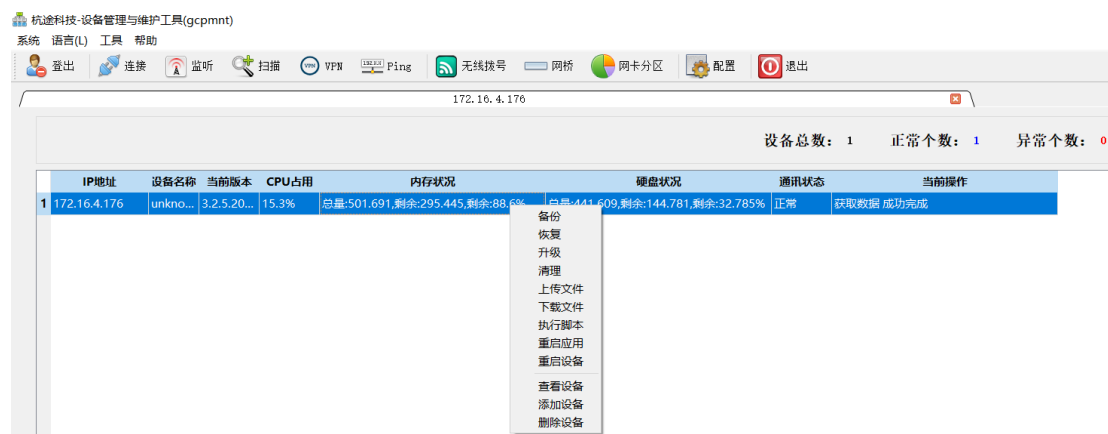 杭途科技-设备管理与维护工具(gcpmnt)
系统 语言(L) 工具 帮助
登出 连接 监听 扫描 VPN VPN 192.168 Ping 无线拨号 网桥 网卡分区 配置 退出
172.16.4.176
设备总数： 1 正常个数： 1 异常个数： 0
IP地址 设备名称 当前版本 CPU占用 内存状况 硬盘状况 通讯状态 当前操作
1 172.16.4.176 unkno... 3.2.5.20... 15.3% 总量:501.691,剩余:295.445,剩余:88.6% 总量:441.609,剩余:144.781,剩余:32.785% 正常 获取数据 成功完成
备份
恢复
升级
清理
上传文件
下载文件
执行脚本
重启应用
重启设备
查看设备
添加设备
删除设备